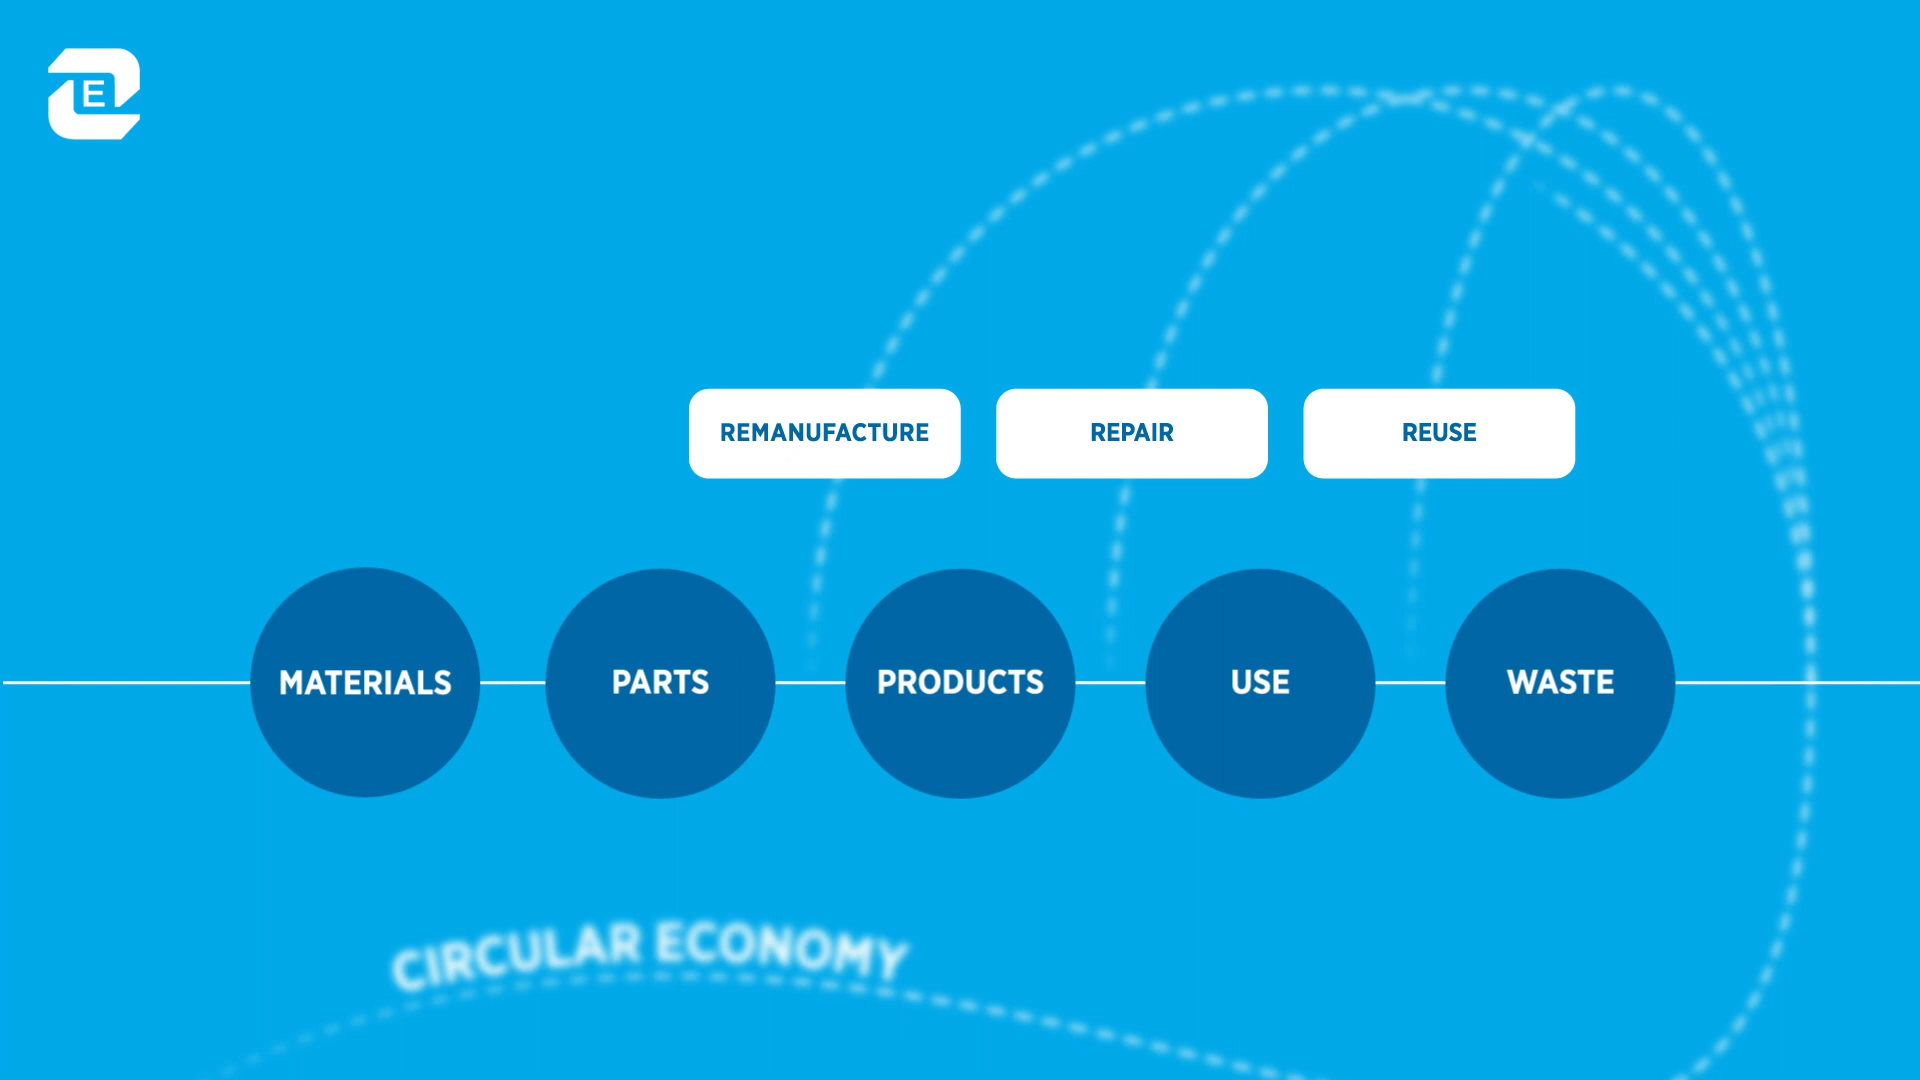 E
REMANUFACTURE
REPAIR
REUSE
MATERIALS
PARTS
PRODUCTS
USE
WASTE
CIRCULAR ECONOMY